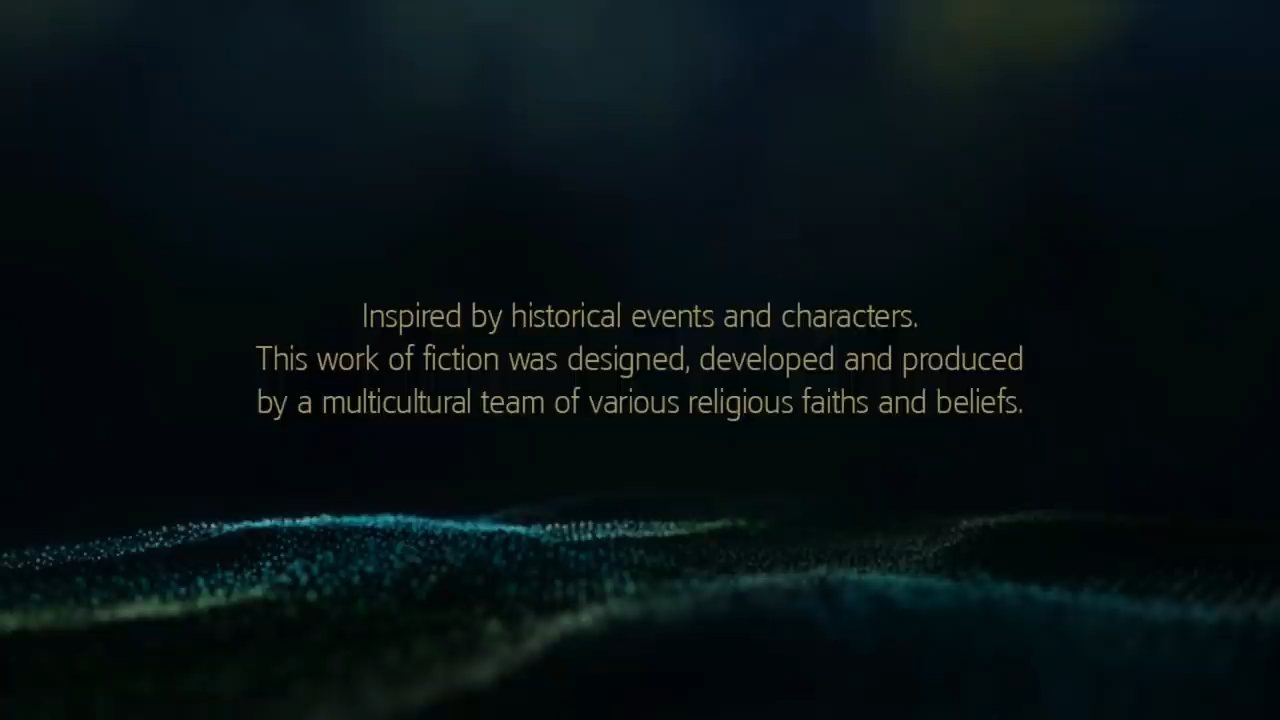 Inspired by historical events and characters.
This work of fiction was designed, developed and produced
by a multicultural team of various religious faiths and beliefs.